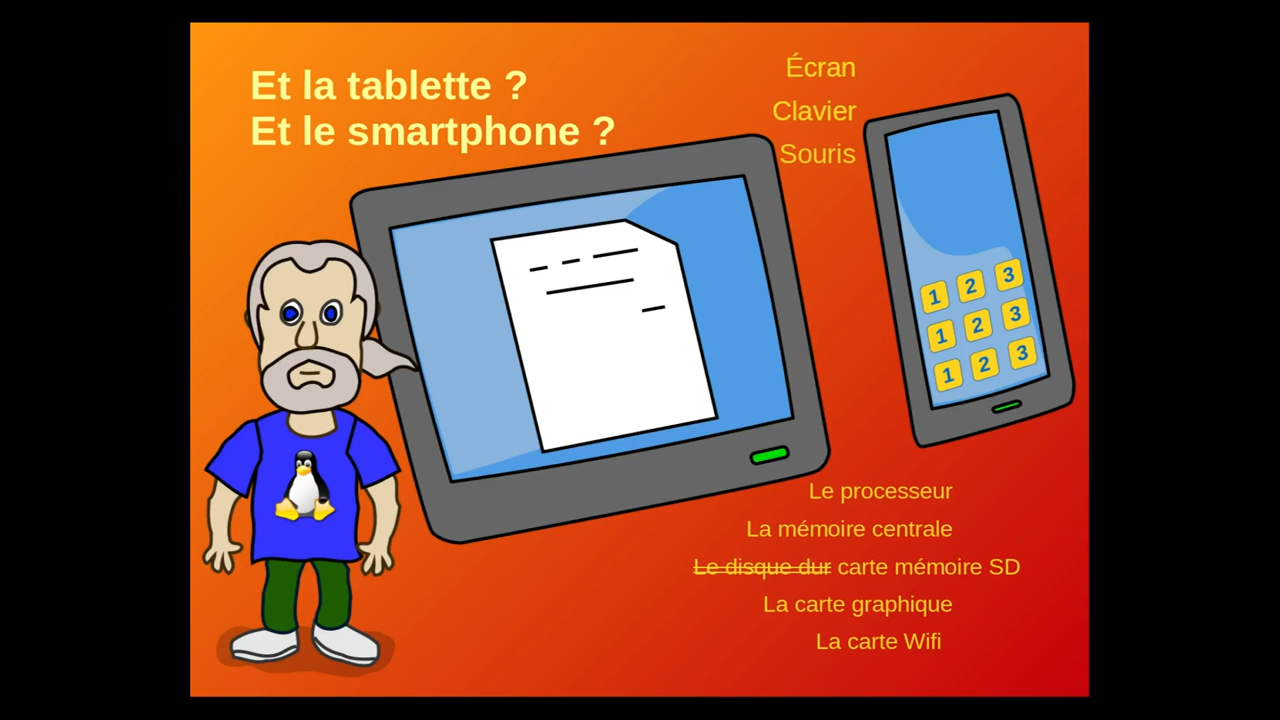 Et la tablette ?
Et le smartphone ?
Écran
Clavier
Souris
1 2 3
1 2 3
1 2 3
Le processeur
La mémoire centrale
Le disque dur carte mémoire SD
La carte graphique
La carte Wifi